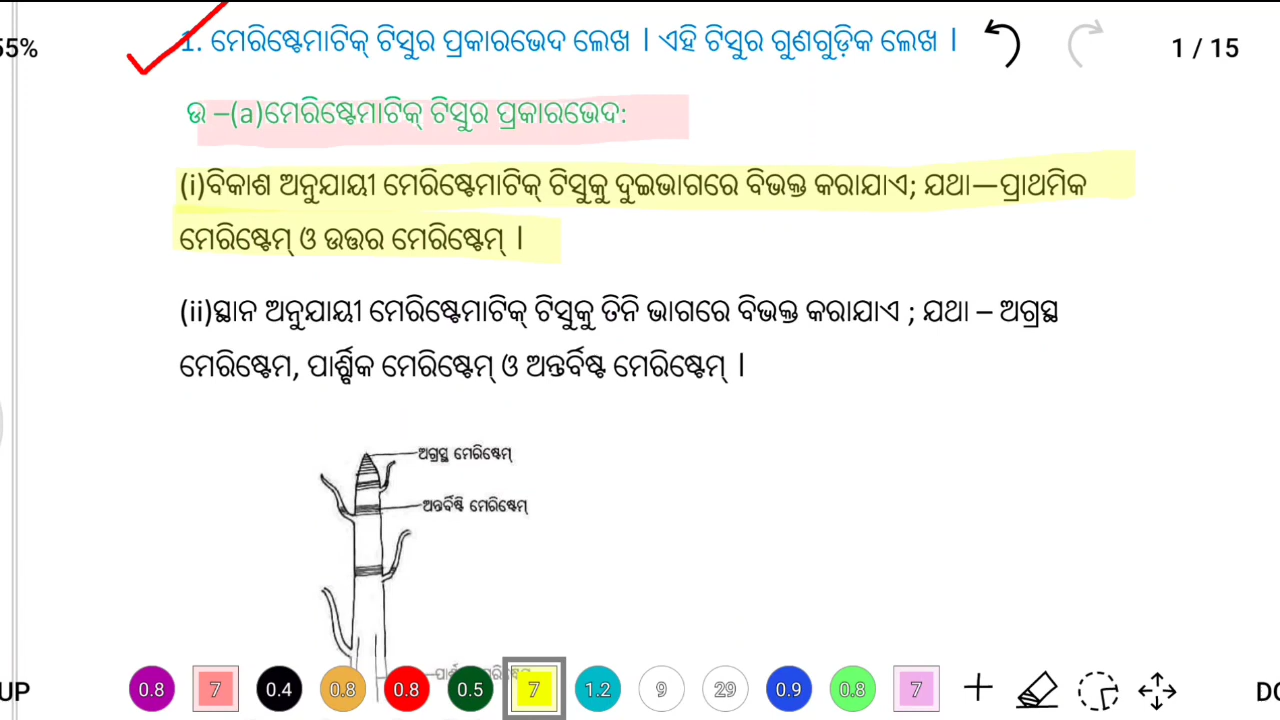 55%
1. ମେରିଷ୍ଟେମାଟିକ୍ ଟିସୁର ପ୍ରକାରଭେଦ ଲେଖ । ଏହି ଟିସୁର ଗୁଣଗୁଡ଼ିକ ଲେଖ ।
1 / 15
ଉ –(a)ମେରିଷ୍ଟେମାଟିକ୍ ଟିସୁର ପ୍ରକାରଭେଦ:
(i)ବିକାଶ ଅନୁଯାୟୀ ମେରିଷ୍ଟେମାଟିକ୍ ଟିସୁକୁ ଦୁଇଭାଗରେ ବିଭକ୍ତ କରାଯାଏ; ଯଥା—ପ୍ରାଥମିକ
ମେରିଷ୍ଟେମ୍ ଓ ଉତ୍ତର ମେରିଷ୍ଟେମ୍ ।
(ii)ସ୍ଥାନ ଅନୁଯାୟୀ ମେରିଷ୍ଟେମାଟିକ୍ ଟିସୁକୁ ତିନି ଭାଗରେ ବିଭକ୍ତ କରାଯାଏ ; ଯଥା – ଅଗ୍ରସ୍ଥ
ମେରିଷ୍ଟେମ, ପାର୍ଶ୍ବିକ ମେରିଷ୍ଟେମ୍ ଓ ଅନ୍ତର୍ବିଷ୍ଟ ମେରିଷ୍ଟେମ୍ ।
ଅଗ୍ରସ୍ଥ ମେରିଷ୍ଟେମ୍
ଅନ୍ତର୍ବିଷ୍ଟି ମେରିଷ୍ଟେମ୍
UP
0.8 7 0.4 0.8 0.8 0.5 7 1.2 9 29 0.9 0.8 7